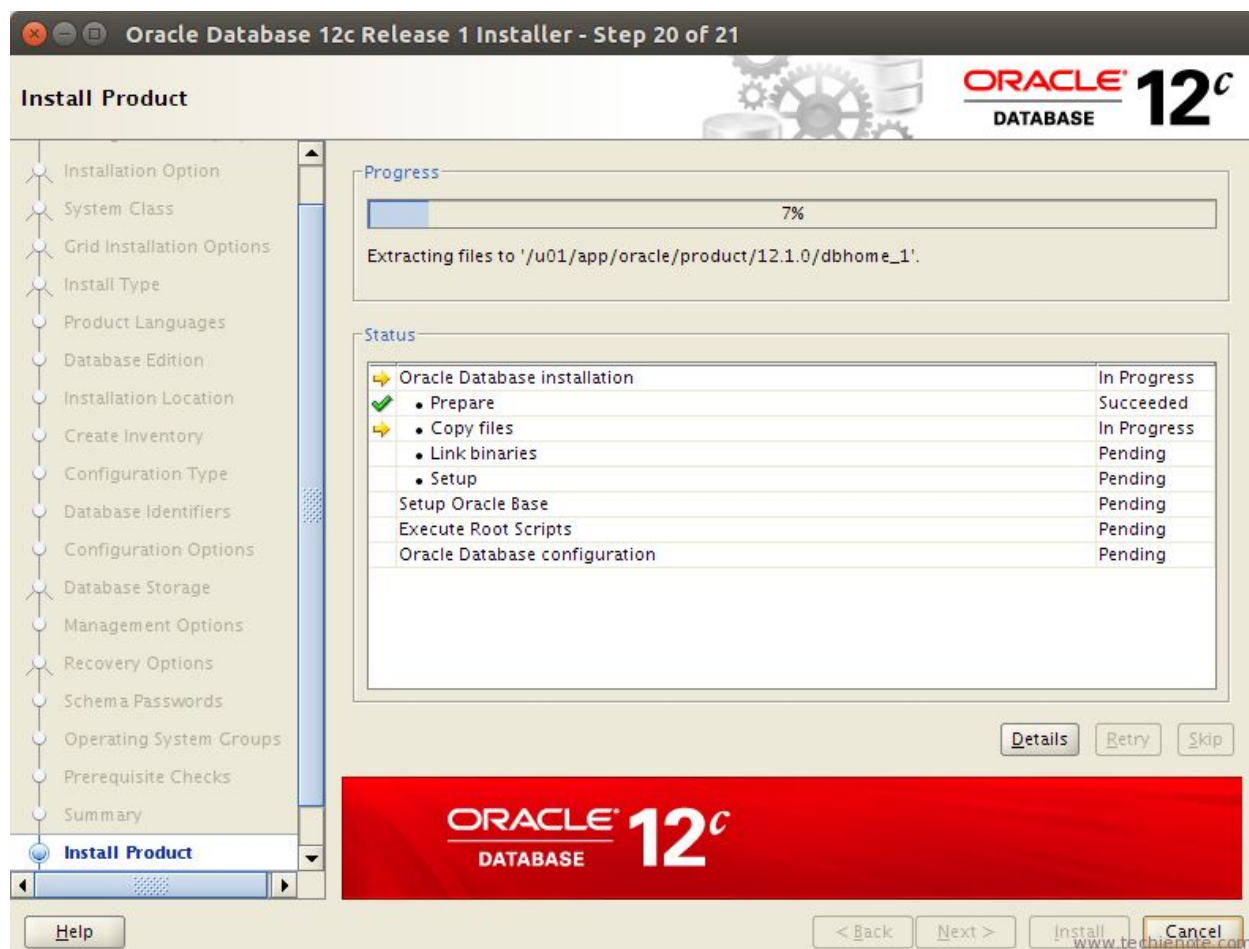 Oracle Database 12c Release 1 Installer - Step 20 of 21
Install Product
ORACLE 12c
DATABASE
Installation Option
System Class
Grid Installation Options
Install Type
Product Languages
Database Edition
Installation Location
Create Inventory
Configuration Type
Database Identifiers
Configuration Options
Database Storage
Management Options
Recovery Options
Schema Passwords
Operating System Groups
Prerequisite Checks
Summary
Install Product
Progress
7%
Extracting files to '/u01/app/oracle/product/12.1.0/dbhome_1'.
Status
Oracle Database installation In Progress
• Prepare Succeeded
• Copy files In Progress
• Link binaries Pending
• Setup Pending
Setup Oracle Base Pending
Execute Root Scripts Pending
Oracle Database configuration Pending
Details Retry Skip
ORACLE 12c
DATABASE
Help < Back Next > Install Cancel
www.techienote.com